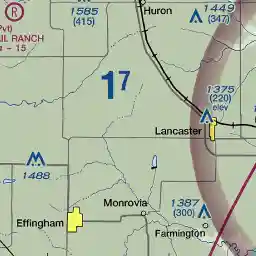 R
Pvt)
IL RANCH
- 15
1585
(415)
Huron
1449
(347)
17
1375
(220)
elev
Lancaster
1488
Effingham
Monrovia
1387
(300)
Farmington